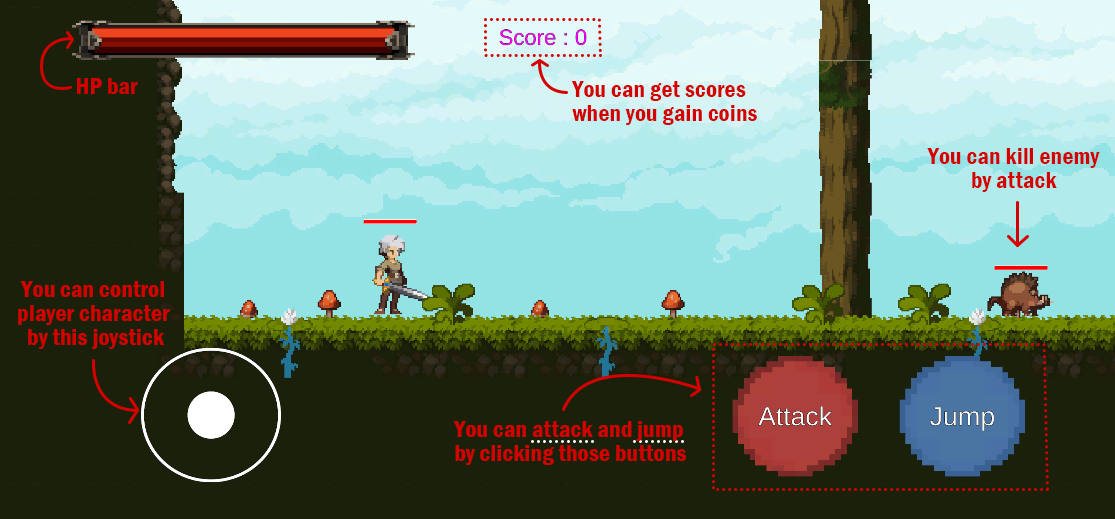 Score : 0
HP bar
You can get scores
when you gain coins
You can kill enemy
by attack
You can control
player character
by this joystick
You can attack and jump
by clicking those buttons
Attack
Jump